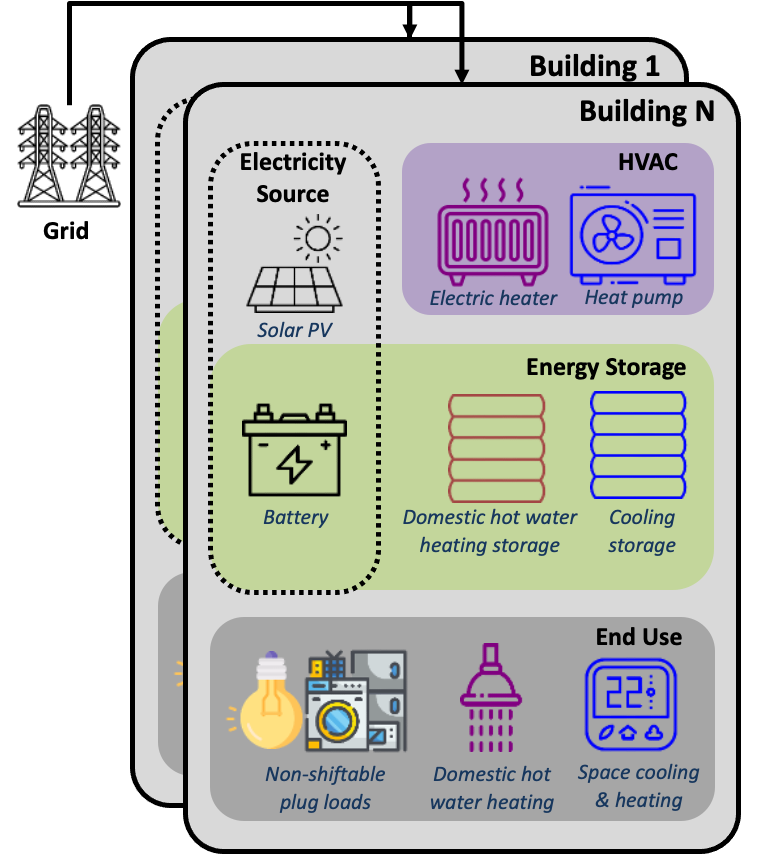 Building 1
Building N
Grid
Electricity
Source
Solar PV
HVAC
Electric heater
Heat pump
Energy Storage
Battery
Domestic hot water
heating storage
Cooling
storage
End Use
22
Non-shiftable
plug loads
Domestic hot
water heating
Space cooling
& heating